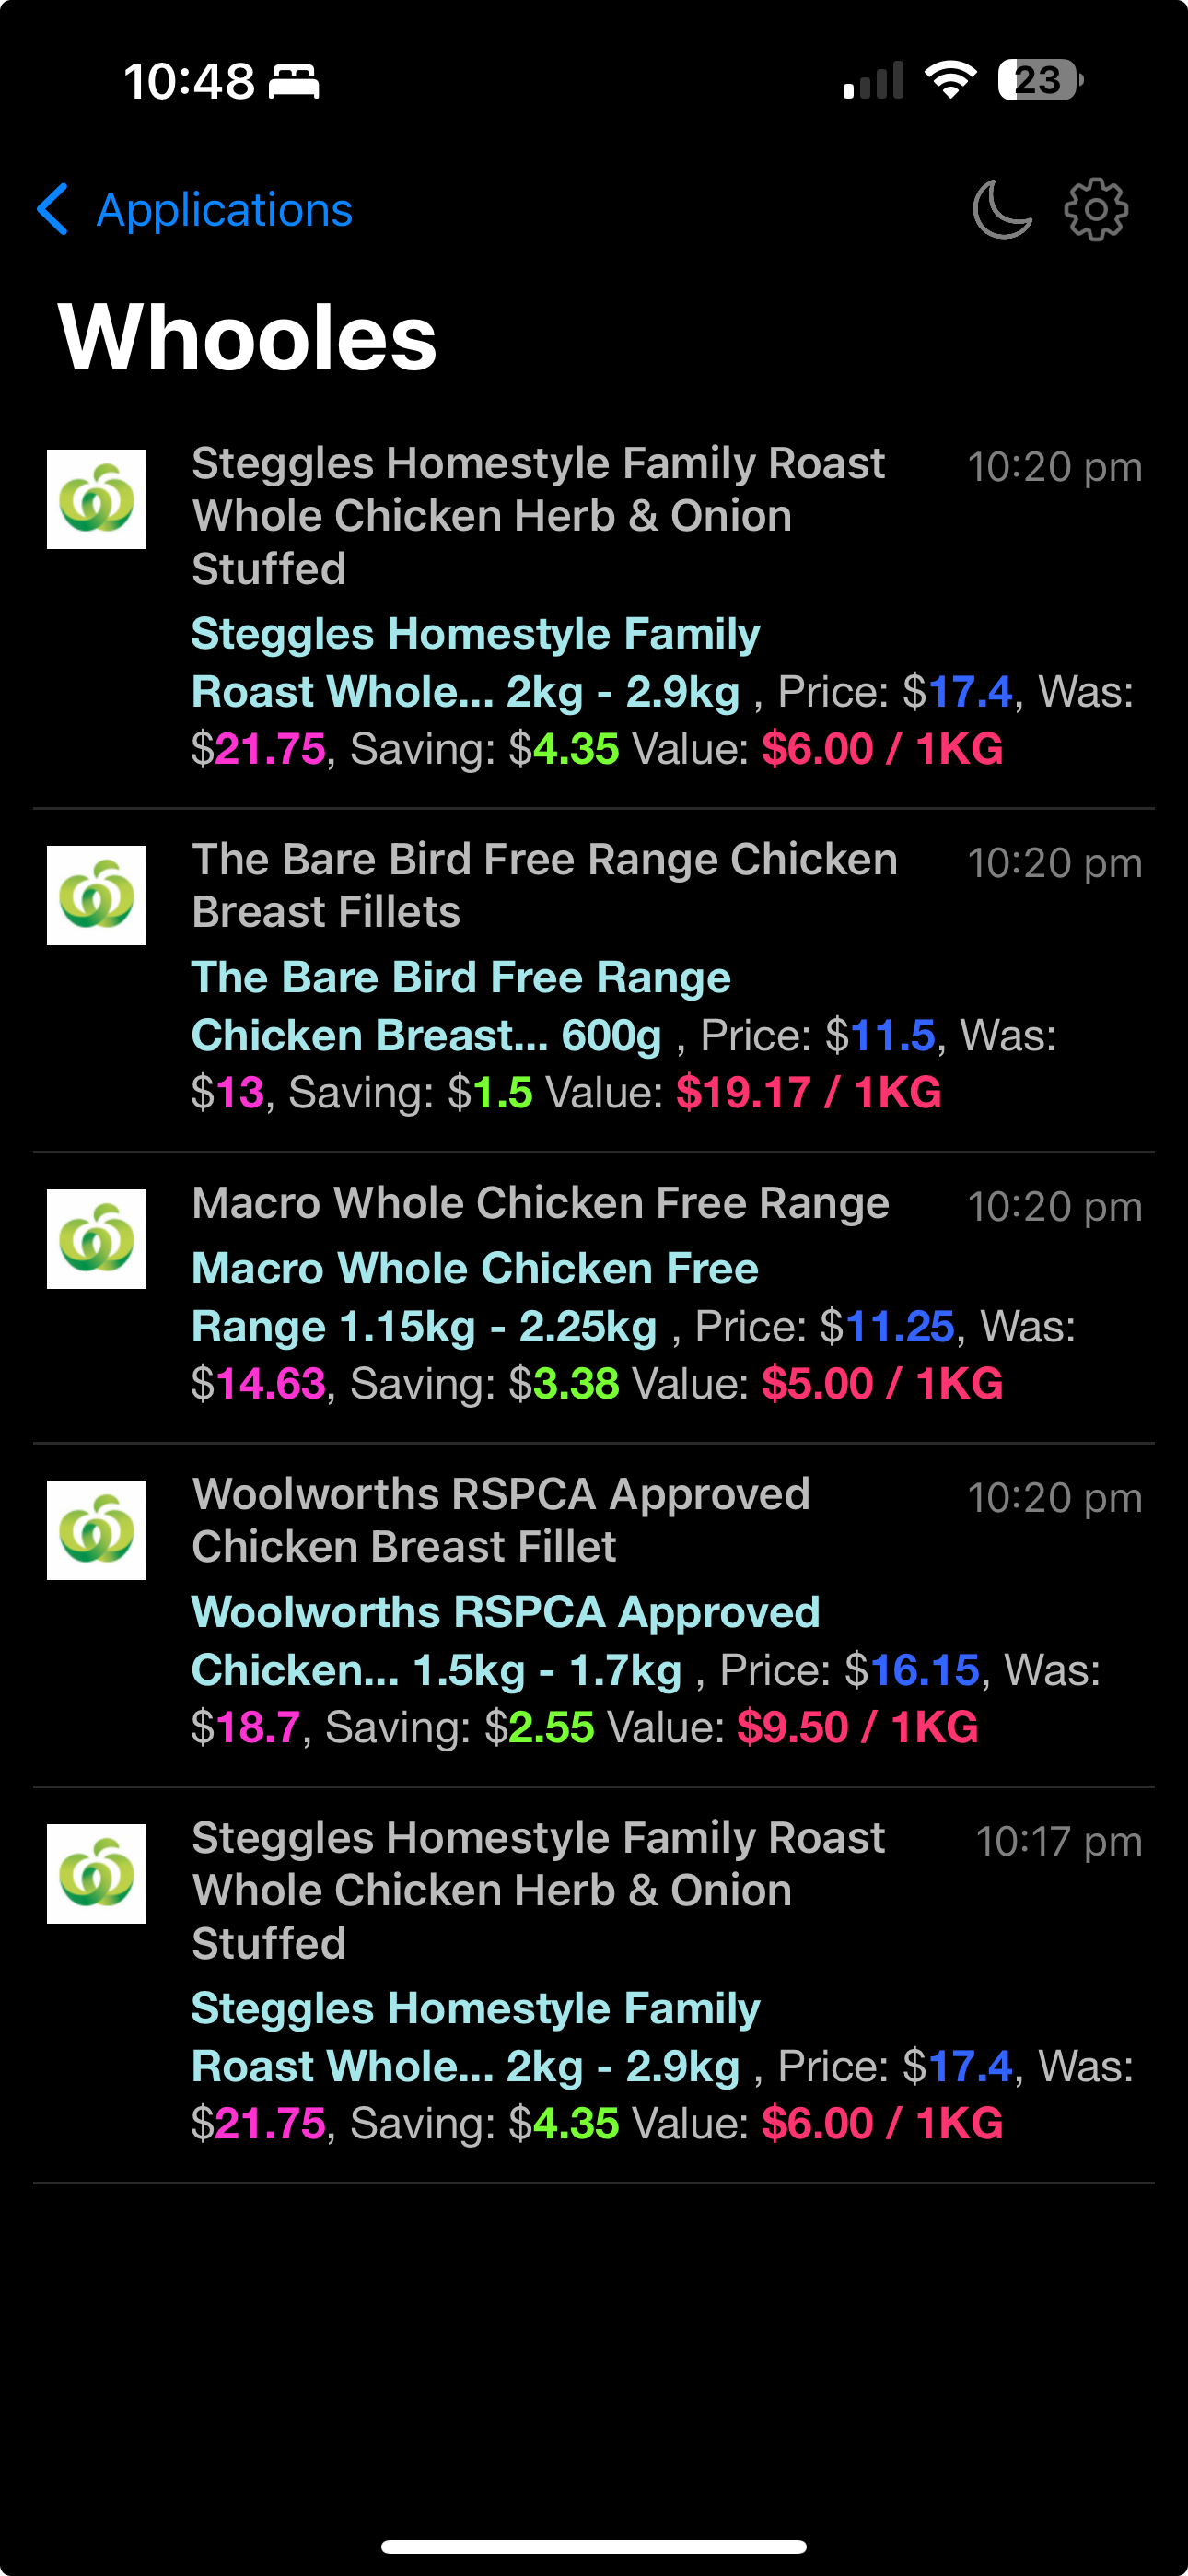 10:48
23
Applications
Whooles
Steggles Homestyle Family Roast
10:20 pm
Whole Chicken Herb & Onion
Stuffed
Steggles Homestyle Family
Roast Whole... 2kg - 2.9kg , Price: $17.4, Was:
$21.75, Saving: $4.35 Value: $6.00 / 1KG
The Bare Bird Free Range Chicken
10:20 pm
Breast Fillets
The Bare Bird Free Range
Chicken Breast... 600g , Price: $11.5, Was:
$13, Saving: $1.5 Value: $19.17 / 1KG
Macro Whole Chicken Free Range
10:20 pm
Macro Whole Chicken Free
Range 1.15kg - 2.25kg , Price: $11.25, Was:
$14.63, Saving: $3.38 Value: $5.00 / 1KG
Woolworths RSPCA Approved
10:20 pm
Chicken Breast Fillet
Woolworths RSPCA Approved
Chicken... 1.5kg - 1.7kg , Price: $16.15, Was:
$18.7, Saving: $2.55 Value: $9.50 / 1KG
Steggles Homestyle Family Roast
10:17 pm
Whole Chicken Herb & Onion
Stuffed
Steggles Homestyle Family
Roast Whole... 2kg - 2.9kg , Price: $17.4, Was:
$21.75, Saving: $4.35 Value: $6.00 / 1KG